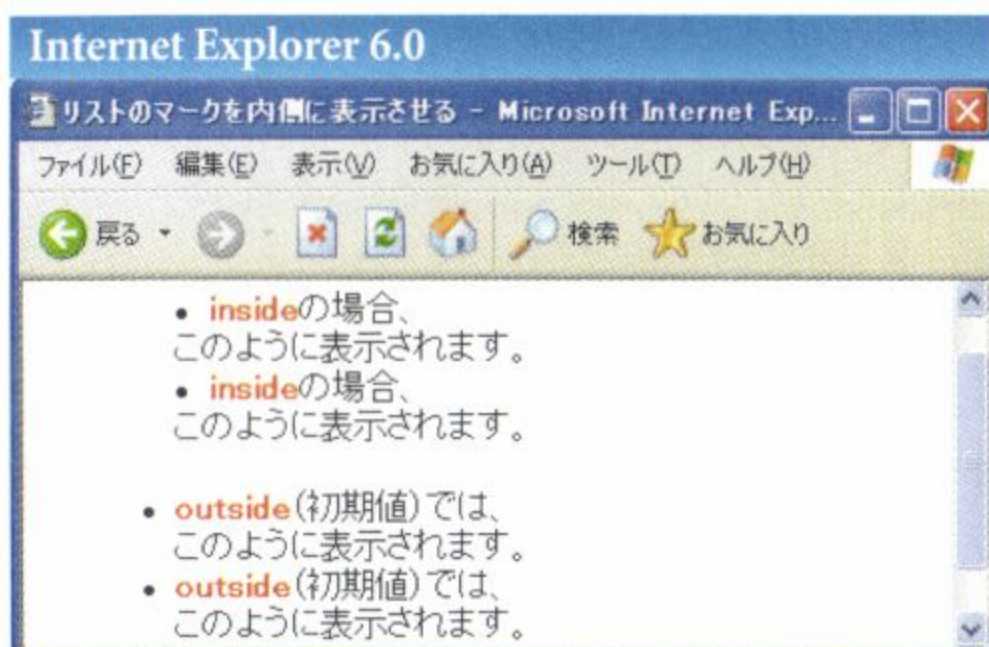 Internet Explorer 6.0
リストのマークを内側に表示させる - Microsoft Internet Exp...
ファイル(F) 編集(E) 表示(V) お気に入り(A) ツール(T) ヘルプ(H)
戻る 検索 お気に入り
• insideの場合、
このように表示されます。
• insideの場合、
このように表示されます。
• outside(初期値)では、
このように表示されます。
• outside(初期値)では、
このように表示されます。